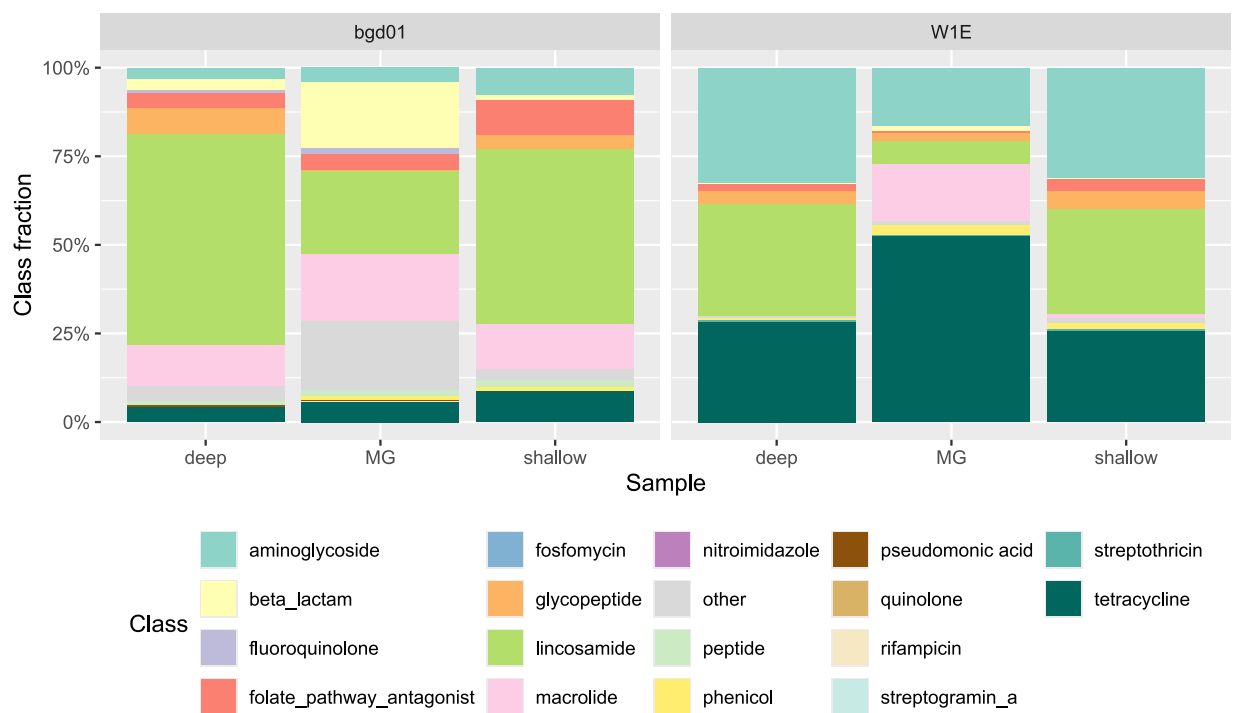 bgd01 W1E
100%
75%
50%
25%
0%
Class fraction
deep MG shallow deep MG shallow
Sample
Class
aminoglycoside fosfomycin nitroimidazole pseudomonic acid streptothricin
beta_lactam glycopeptide other quinolone tetracycline
fluoroquinolone lincosamide peptide rifampicin
folate_pathway_antagonist macrolide phenicol streptogramin_a